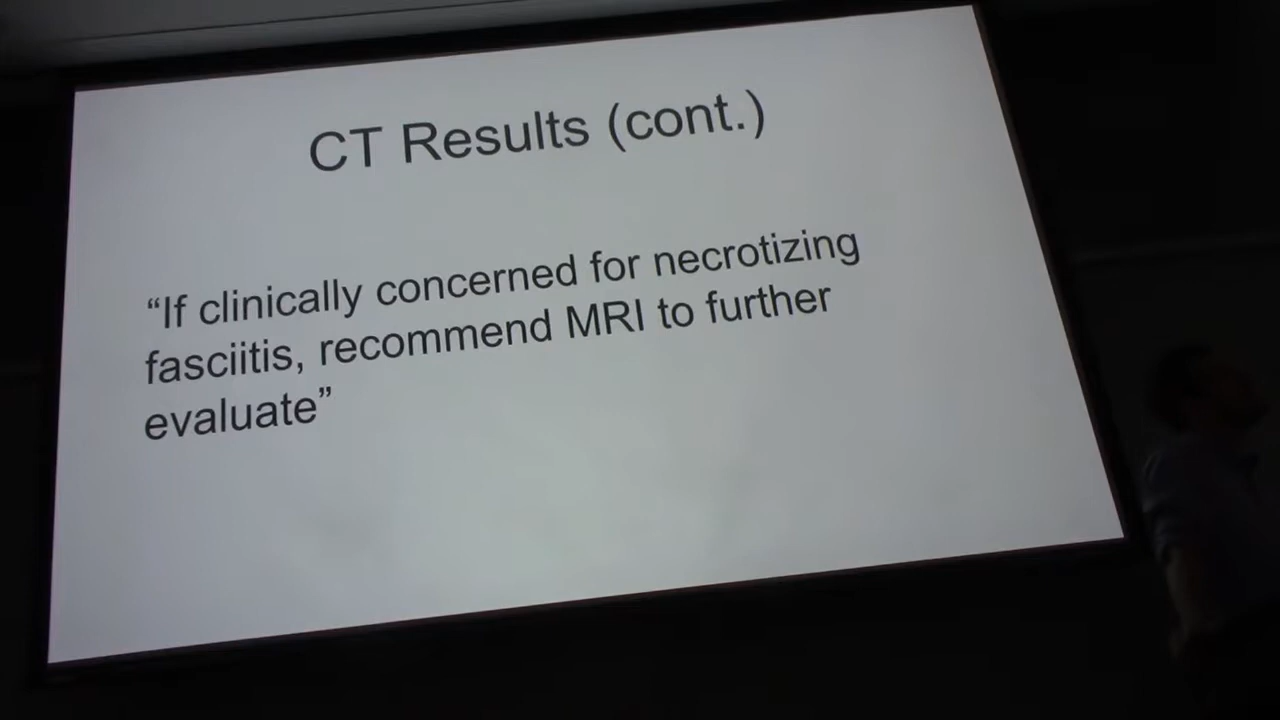 CT Results (cont.)
“If clinically concerned for necrotizing
fasciitis, recommend MRI to further
evaluate”